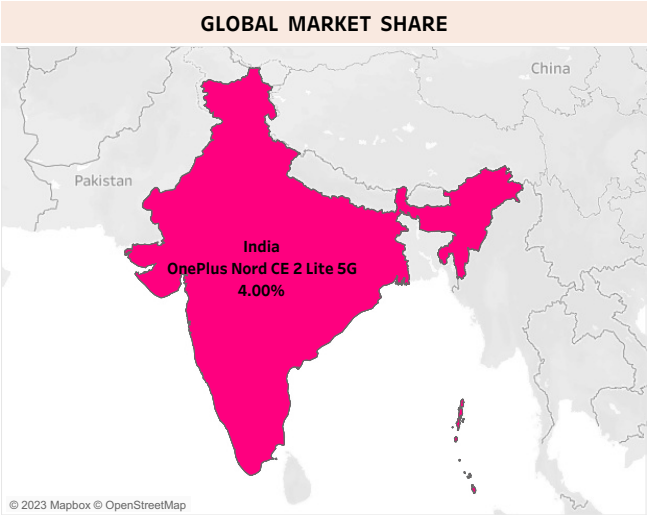 GLOBAL MARKET SHARE
China
Pakistan
India
OnePlus Nord CE 2 Lite 5G
4.00%
© 2023 Mapbox © OpenStreetMap